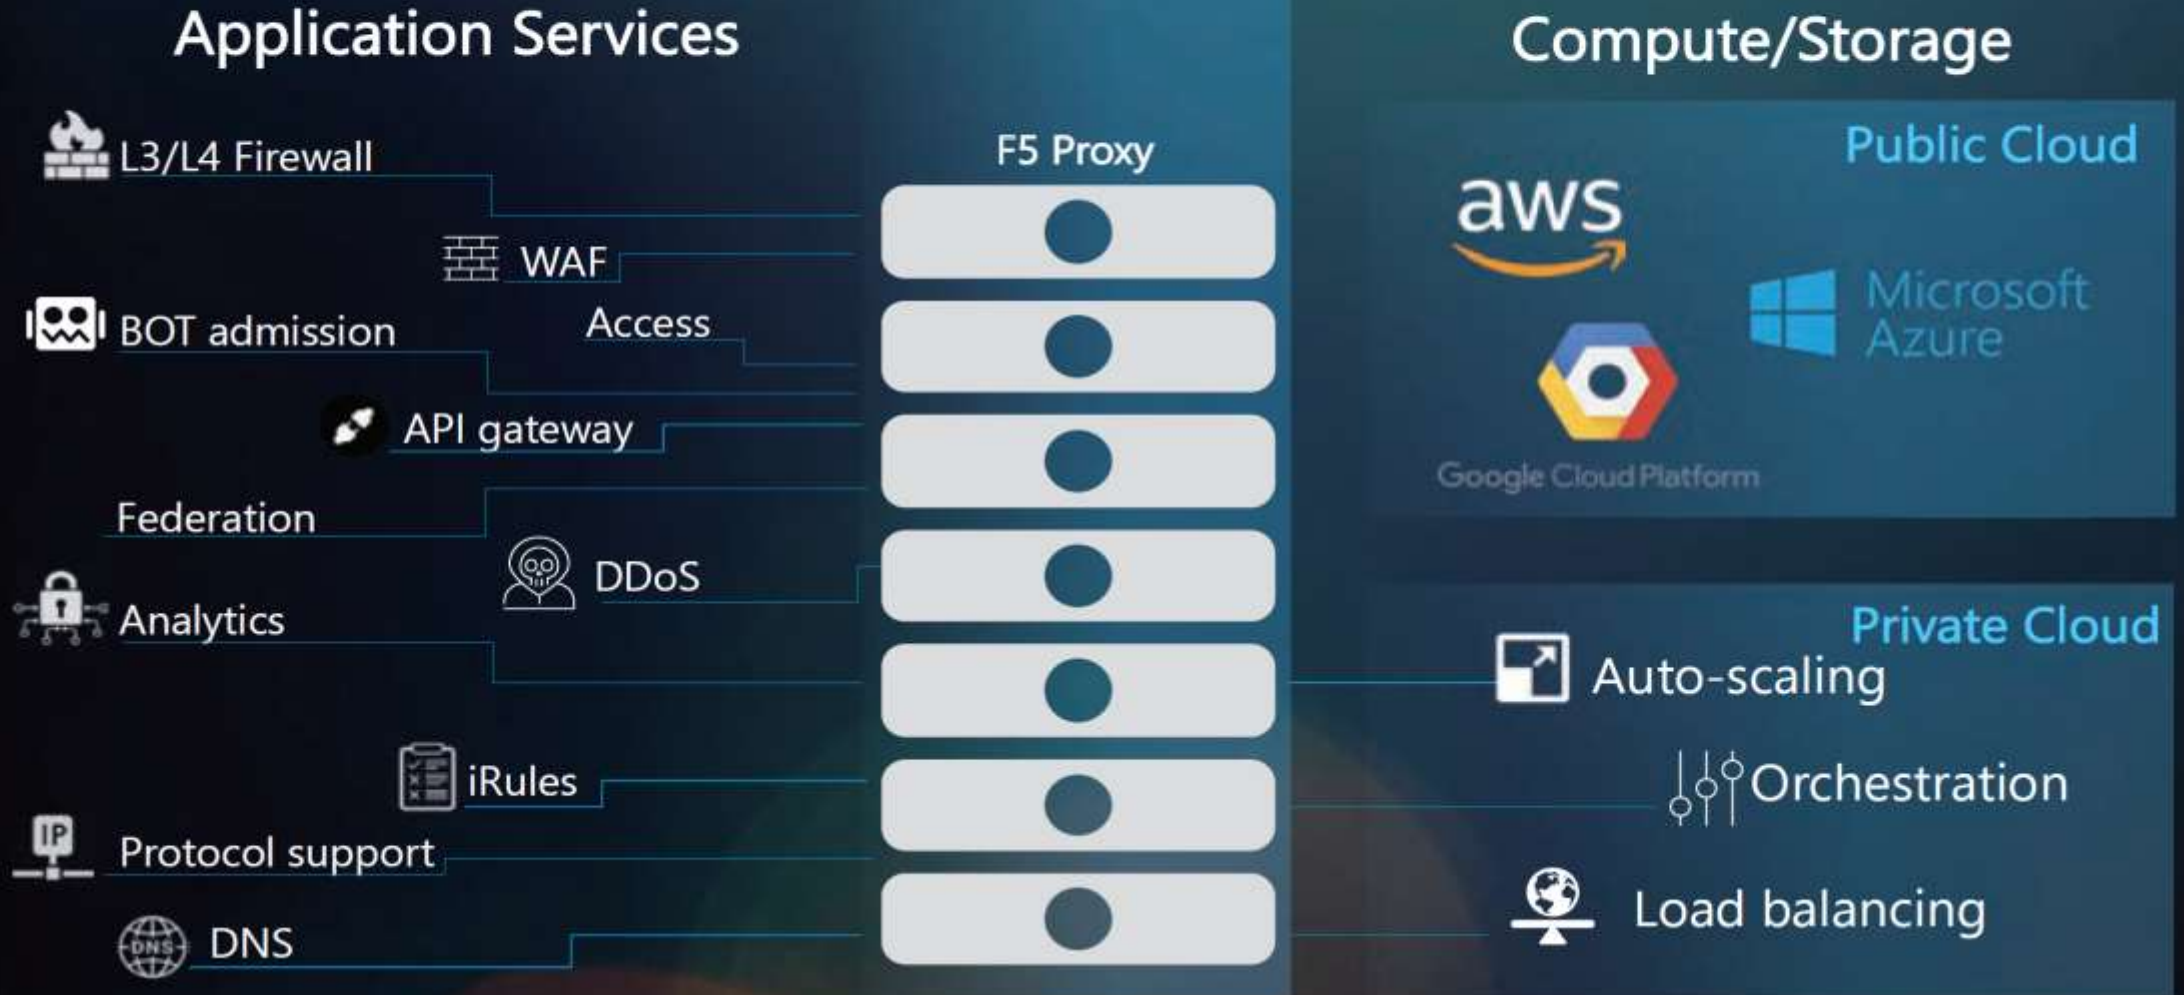 Application Services
Compute/Storage
L3/L4 Firewall
F5 Proxy
Public Cloud
aws
WAF
BOT admission
Access
Microsoft
Azure
API gateway
Google Cloud Platform
Federation
DDoS
Analytics
Private Cloud
Auto-scaling
iRules
Orchestration
IP
Protocol support
Load balancing
DNS
DNS